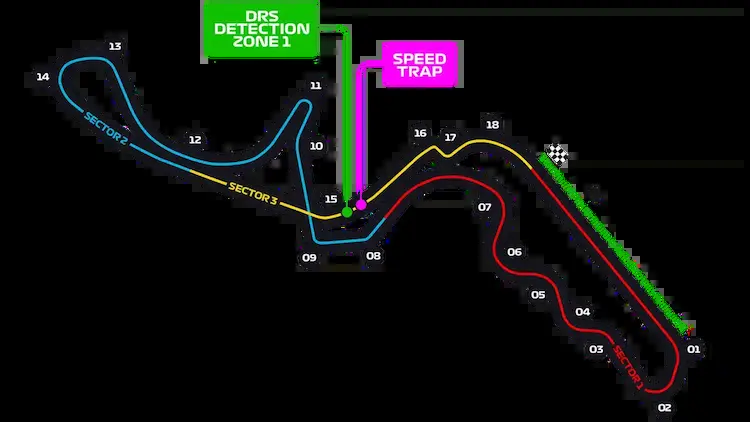 DRS
DETECTION
ZONE 1
SPEED
TRAP
13
14
11
12
10
16
17
18
SECTOR 2
SECTOR 3
15
07
09
08
06
05
04
03
01
SECTOR 1
02